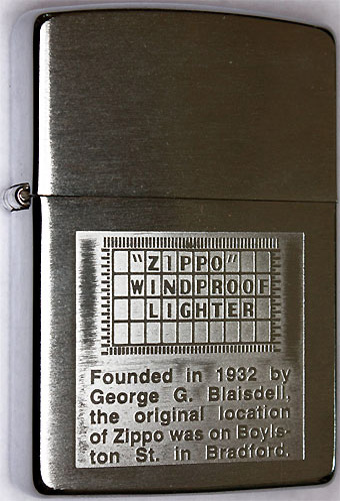 "ZIPPO"
WINDPROOF
LIGHTER
Founded in 1932 by
George G. Blaisdell,
the original location
of Zippo was on Boyls-
ton St. in Bradford.